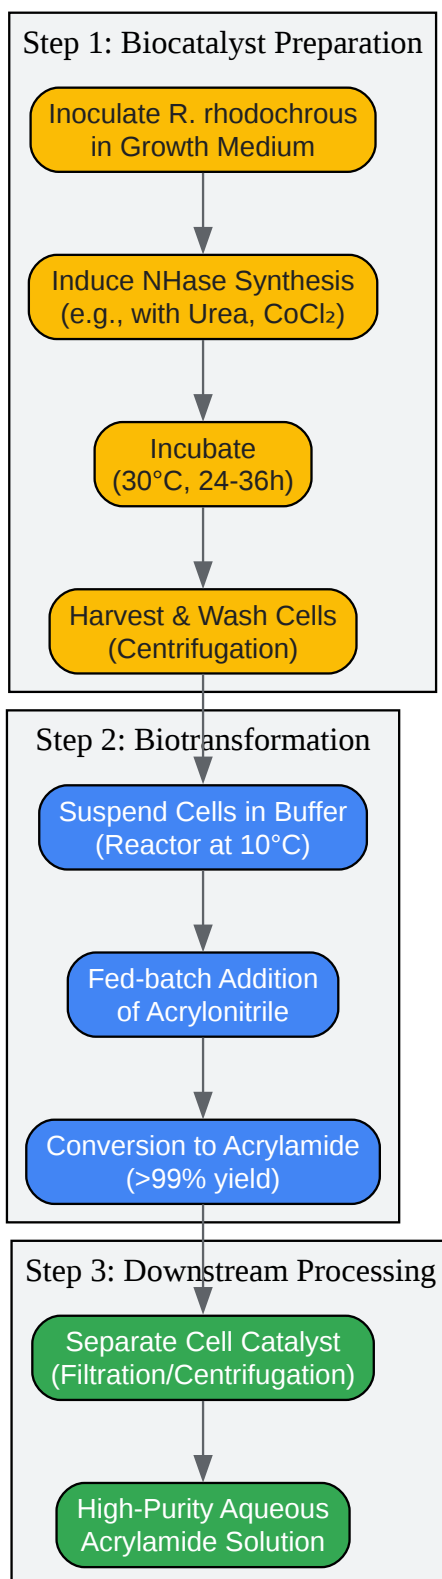 Step 1: Biocatalyst Preparation
Inoculate R. rhodochrous
in Growth Medium
Induce NHase Synthesis
(e.g., with Urea, CoCl₂)
Incubate
(30°C, 24-36h)
Harvest & Wash Cells
(Centrifugation)
Step 2: Biotransformation
Suspend Cells in Buffer
(Reactor at 10°C)
Fed-batch Addition
of Acrylonitrile
Conversion to Acrylamide
(>99% yield)
Step 3: Downstream Processing
Separate Cell Catalyst
(Filtration/Centrifugation)
High-Purity Aqueous
Acrylamide Solution